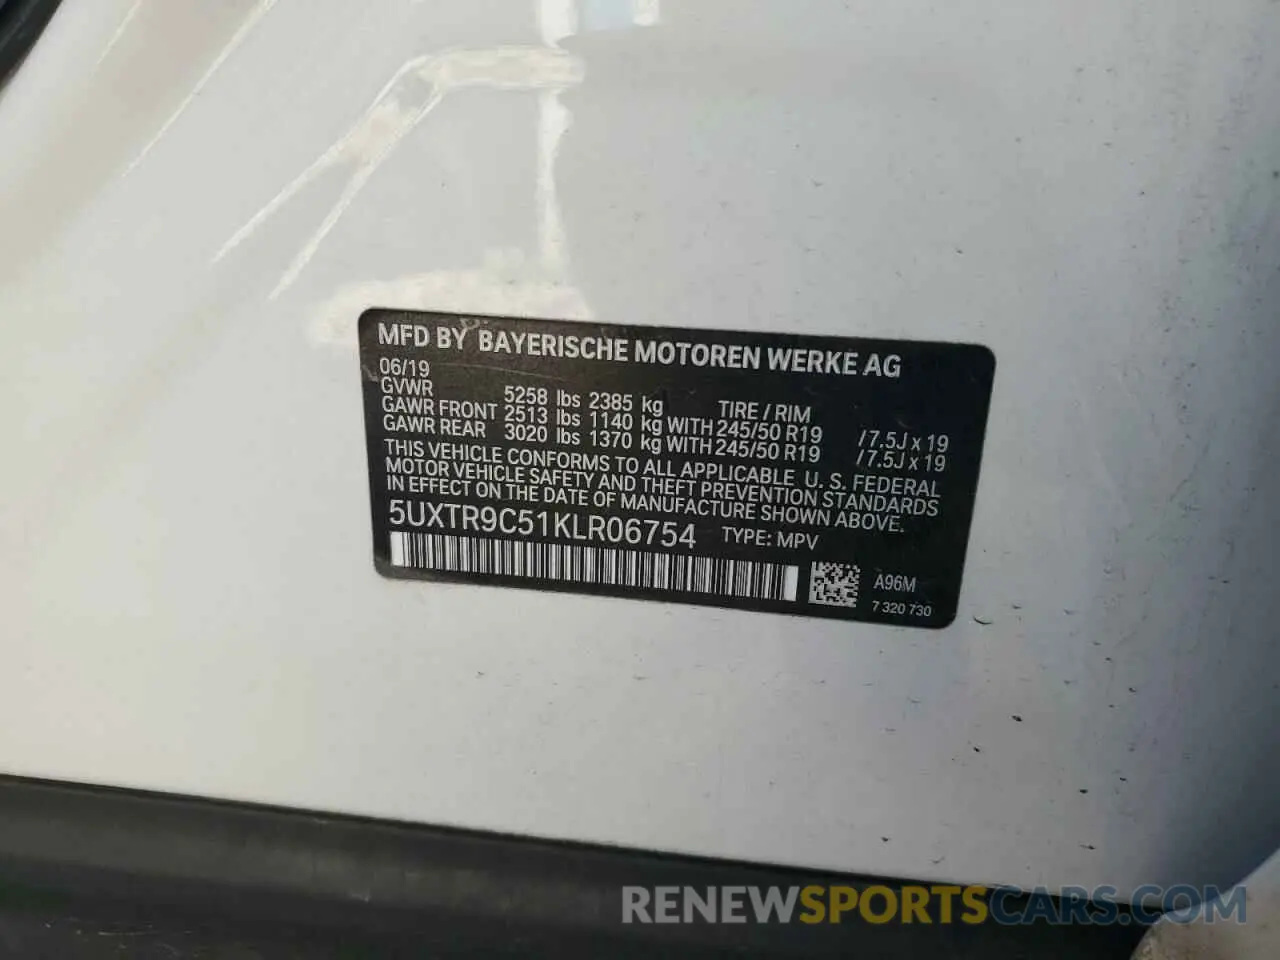 MFD BY BAYERISCHE MOTOREN WERKE AG
06/19
GVWR 5258 lbs 2385 kg TIRE / RIM
GAWR FRONT 2513 lbs 1140 kg WITH 245/50 R19 / 7.5J x 19
GAWR REAR 3020 lbs 1370 kg WITH 245/50 R19 / 7.5J x 19
THIS VEHICLE CONFORMS TO ALL APPLICABLE U. S. FEDERAL
MOTOR VEHICLE SAFETY AND THEFT PREVENTION STANDARDS
IN EFFECT ON THE DATE OF MANUFACTURE SHOWN ABOVE.
5UXTR9C51KLR06754 TYPE: MPV
A96M
7 320 730
RENEWSPORTSCARS.COM